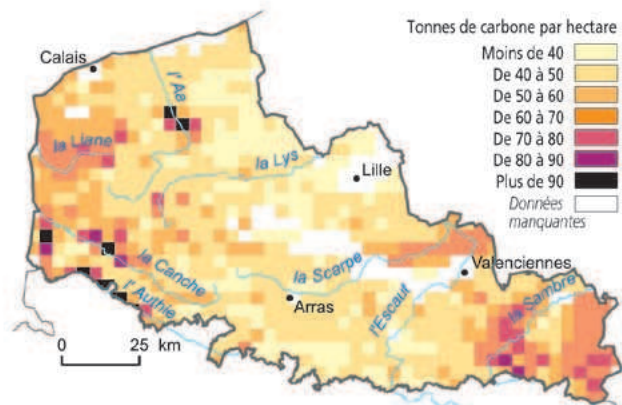 Tonnes de carbone par hectare
Moins de 40
De 40 à 50
De 50 à 60
De 60 à 70
De 70 à 80
De 80 à 90
Plus de 90
Données
manquantes
Calais
l'Aa
la Liane
la Lys
Lille
la Canche
l'Authie
la Scarpe
Arras
l'Escaut
Valenciennes
la Sambre
0 25 km